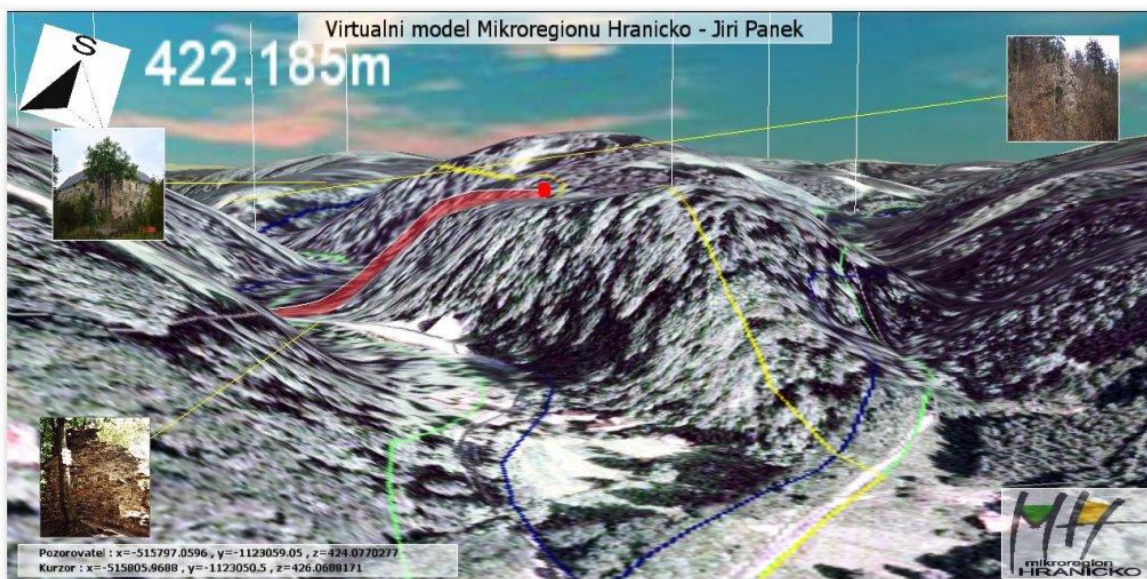 Virtualni model Mikroregionu Hranicko - Jiri Panek
S
422.185m
Pozorovatel : x=-515797.0596 , y=-1123059.05 , z=424.0770277
Kurzor : x=-515805.9688 , y=-1123050.5 , z=426.0688171
MH
mikroregion
HRANICKO